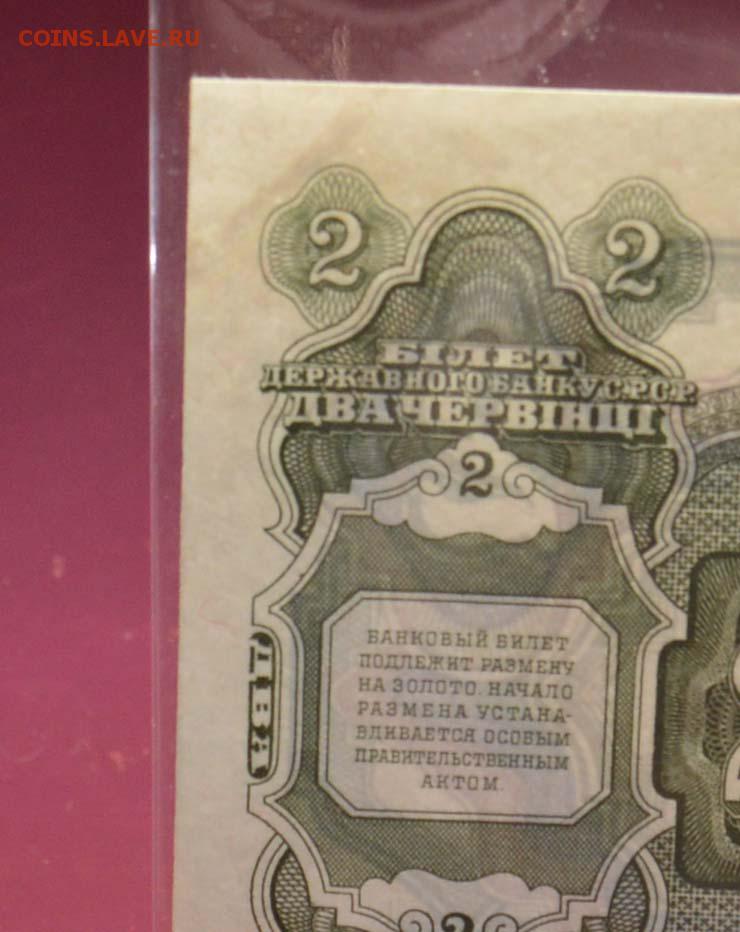 COINS.LAVE.RU
2 2
БІЛЕТ
ДЕРЖАВНОГО БАНКУ С.Р.С.Р.
ДВА ЧЕРВІНЦІ
2
БАНКОВЫЙ БИЛЕТ
ПОДЛЕЖИТ РАЗМЕНУ
НА ЗОЛОТО. НАЧАЛО
РАЗМЕНА УСТАНА-
ВЛИВАЕТСЯ ОСОБЫМ
ПРАВИТЕЛЬСТВЕННЫМ
АКТОМ.
ДВА
2